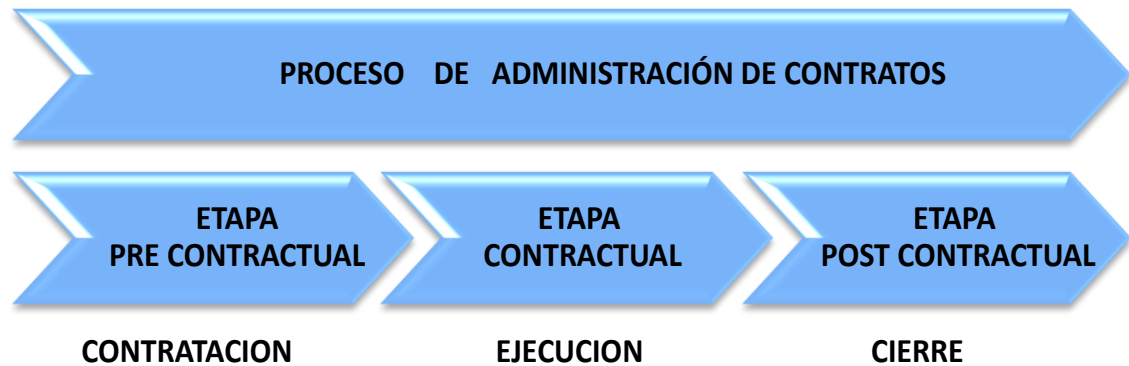 PROCESO DE ADMINISTRACIÓN DE CONTRATOS
ETAPA
PRE CONTRACTUAL
ETAPA
CONTRACTUAL
ETAPA
POST CONTRACTUAL
CONTRATACION
EJECUCION
CIERRE